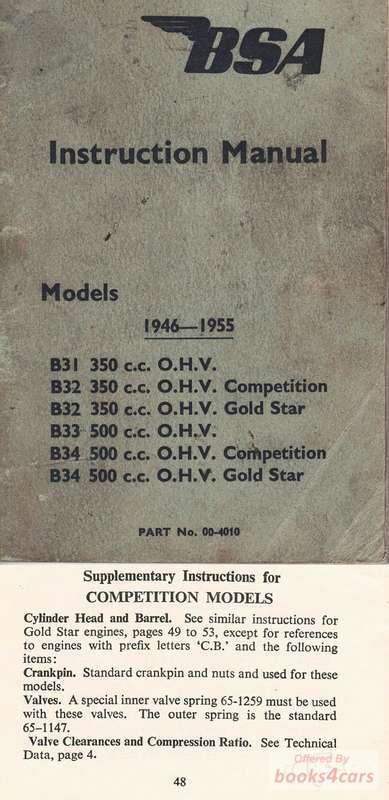 BSA
Instruction Manual
Models
1946—1955
B31 350 c.c. O.H.V.
B32 350 c.c. O.H.V. Competition
B32 350 c.c. O.H.V. Gold Star
B33 500 c.c. O.H.V.
B34 500 c.c. O.H.V. Competition
B34 500 c.c. O.H.V. Gold Star
PART No. 00-4010
Supplementary Instructions for
COMPETITION MODELS
Cylinder Head and Barrel. See similar instructions for
Gold Star engines, pages 49 to 53, except for references
to engines with prefix letters 'C.B.' and the following
items:
Crankpin. Standard crankpin and nuts and used for these
models.
Valves. A special inner valve spring 65-1259 must be used
with these valves. The outer spring is the standard
65–1147.
Valve Clearances and Compression Ratio. See Technical
Data, page 4.
48
Offered By
books4cars